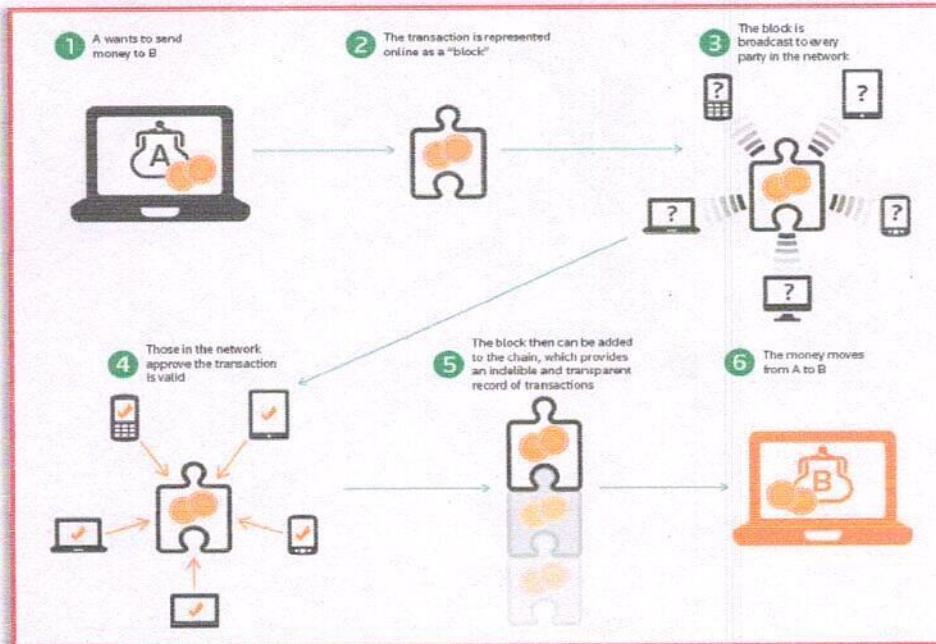 1 A wants to send
money to B
2 The transaction is represented
online as a "block"
3 The block is
broadcast to every
party in the network
A
? ?
? ?
?
4 Those in the network
approve the transaction
is valid
5 The block then can be added
to the chain, which provides
an indelible and transparent
record of transactions
6 The money moves
from A to B
B